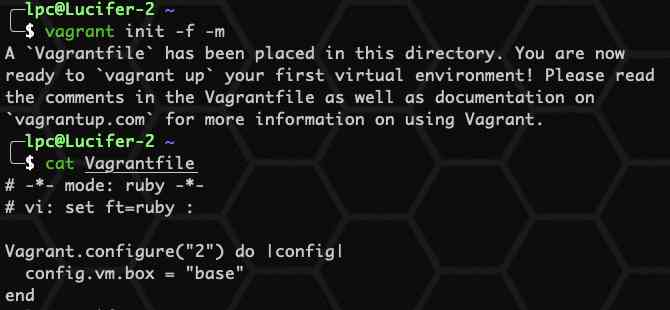 lpc@Lucifer-2 ~
$ vagrant init -f -m
A `Vagrantfile` has been placed in this directory. You are now
ready to `vagrant up` your first virtual environment! Please read
the comments in the Vagrantfile as well as documentation on
`vagrantup.com` for more information on using Vagrant.
lpc@Lucifer-2 ~
$ cat Vagrantfile
# -*- mode: ruby -*-
# vi: set ft=ruby :

Vagrant.configure("2") do |config|
  config.vm.box = "base"
end